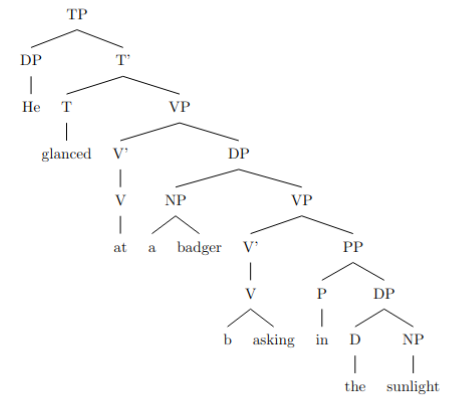 TP
DP T'
He T VP
glanced V' DP
V NP VP
at a badger V' PP
V P DP
b asking in D NP
the sunlight